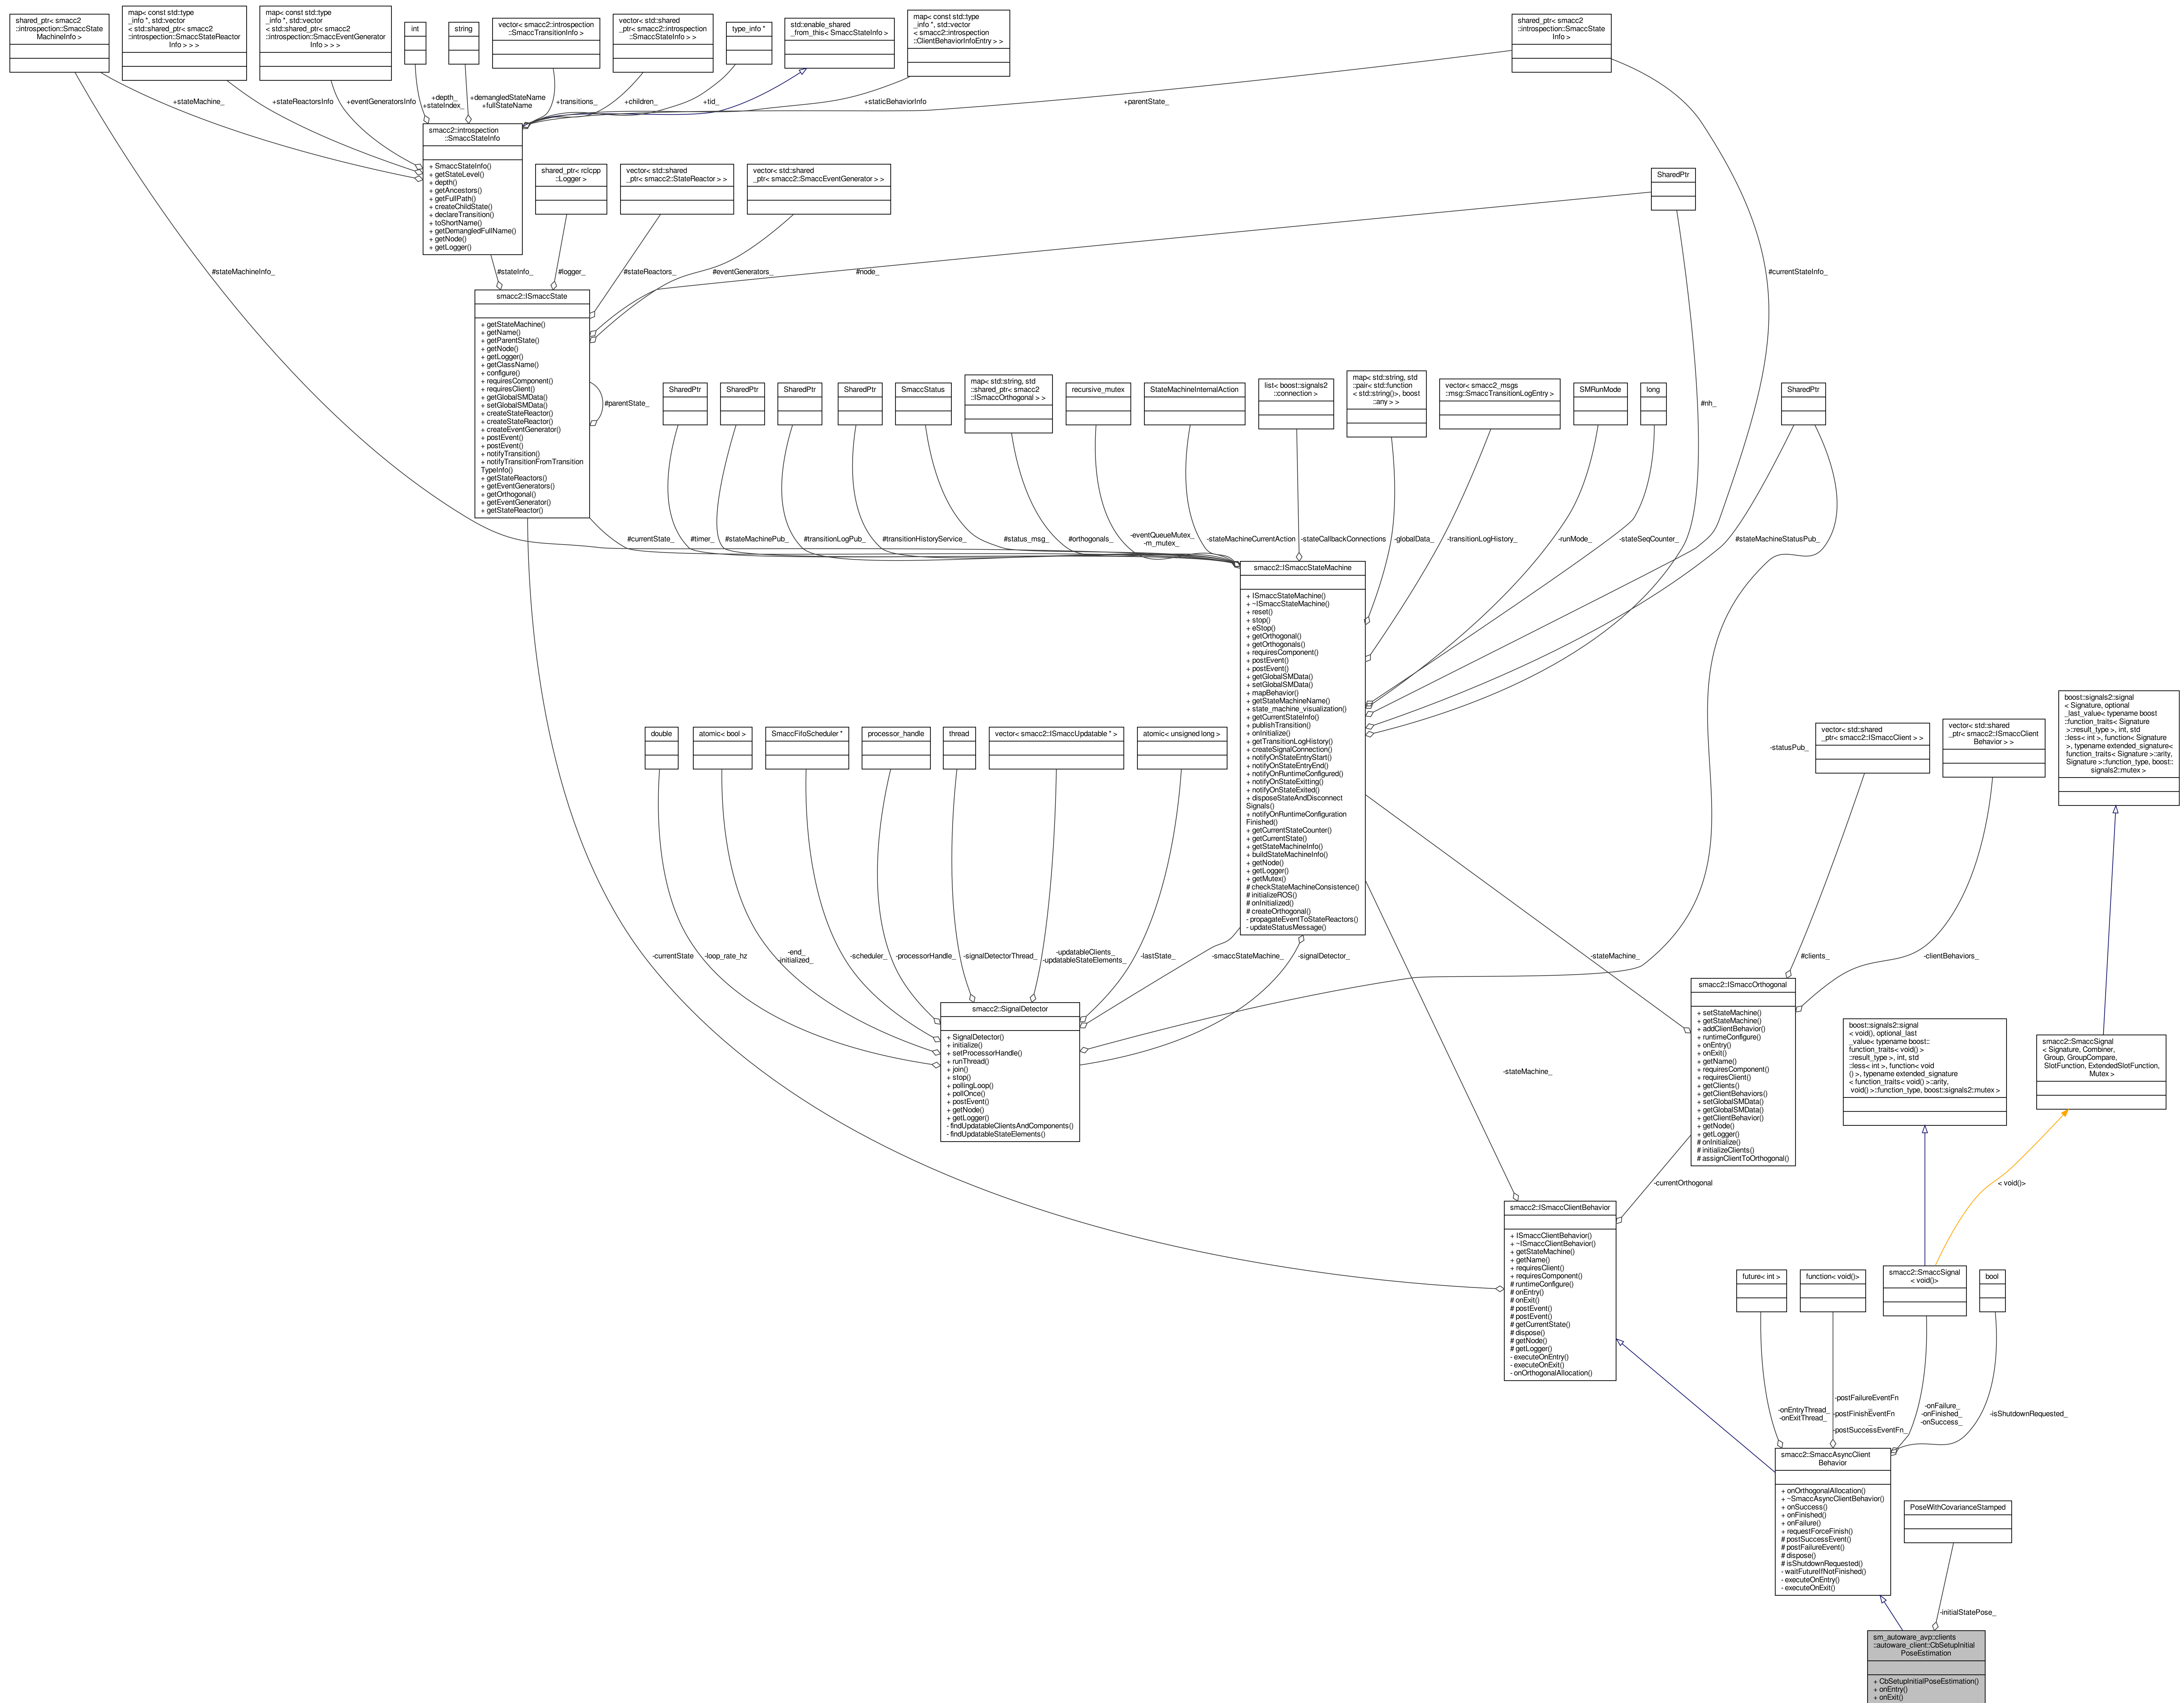 shared_ptr< smacc2
::introspection::SmaccState
MachineInfo >
map< const std::type
_info *, std::vector
< std::shared_ptr< smacc2
::introspection::SmaccStateReactor
Info > > >
map< const std::type
_info *, std::vector
< std::shared_ptr< smacc2
::introspection::SmaccEventGenerator
Info > > >
int
string
vector< smacc2::introspection
::SmaccTransitionInfo >
vector< std::shared
_ptr< smacc2::introspection
::SmaccStateInfo > >
type_info *
std::enable_shared
_from_this< SmaccStateInfo >
map< const std::type
_info *, std::vector
< smacc2::introspection
::ClientBehaviorInfoEntry > >
shared_ptr< smacc2
::introspection::SmaccState
Info >
+stateMachine_
+stateReactorsInfo
+eventGeneratorsInfo
+depth_
+stateIndex_
+demangledStateName
+fullStateName
+transitions_
+children_
+tid_
+staticBehaviorInfo
+parentState_
smacc2::introspection
::SmaccStateInfo
+ SmaccStateInfo()
+ getStateLevel()
+ depth()
+ getAncestors()
+ getFullPath()
+ createChildState()
+ declareTransition()
+ toShortName()
+ getDemangledFullName()
+ getNode()
+ getLogger()
shared_ptr< rclcpp
::Logger >
vector< std::shared
_ptr< smacc2::StateReactor > >
vector< std::shared
_ptr< smacc2::SmaccEventGenerator > >
SharedPtr
#stateMachineInfo_
#stateInfo_
#logger_
#stateReactors_
#eventGenerators_
#node_
#currentStateInfo_
smacc2::ISmaccState
+ getStateMachine()
+ getName()
+ getParentState()
+ getNode()
+ getLogger()
+ getClassName()
+ configure()
+ requiresComponent()
+ requiresClient()
+ getGlobalSMData()
+ setGlobalSMData()
+ createStateReactor()
+ createStateReactor()
+ createEventGenerator()
+ postEvent()
+ postEvent()
+ notifyTransition()
+ notifyTransitionFromTransition
TypeInfo()
+ getStateReactors()
+ getEventGenerators()
+ getOrthogonal()
+ getEventGenerator()
+ getStateReactor()
#parentState_
SharedPtr
SharedPtr
SharedPtr
SharedPtr
SmaccStatus
map< std::string, std
::shared_ptr< smacc2
::ISmaccOrthogonal > >
recursive_mutex
StateMachineInternalAction
list< boost::signals2
::connection >
map< std::string, std
::pair< std::function
< std::string()>, boost
::any > >
vector< smacc2_msgs
::msg::SmaccTransitionLogEntry >
SMRunMode
long
#nh_
SharedPtr
#currentState_
#timer_
#stateMachinePub_
#transitionLogPub_
#transitionHistoryService_
#status_msg_
#orthogonals_
-eventQueueMutex_
-m_mutex_
-stateMachineCurrentAction
-stateCallbackConnections
-globalData_
-transitionLogHistory_
-runMode_
-stateSeqCounter_
#stateMachineStatusPub_
smacc2::ISmaccStateMachine
+ ISmaccStateMachine()
+ ~ISmaccStateMachine()
+ reset()
+ stop()
+ eStop()
+ getOrthogonal()
+ getOrthogonals()
+ requiresComponent()
+ postEvent()
+ postEvent()
+ getGlobalSMData()
+ setGlobalSMData()
+ mapBehavior()
+ getStateMachineName()
+ state_machine_visualization()
+ getCurrentStateInfo()
+ publishTransition()
+ onInitialize()
+ getTransitionLogHistory()
+ createSignalConnection()
+ notifyOnStateEntryStart()
+ notifyOnStateEntryEnd()
+ notifyOnRuntimeConfigured()
+ notifyOnStateExitting()
+ notifyOnStateExited()
+ disposeStateAndDisconnect
Signals()
+ notifyOnRuntimeConfiguration
Finished()
+ getCurrentStateCounter()
+ getCurrentState()
+ getStateMachineInfo()
+ buildStateMachineInfo()
+ getNode()
+ getLogger()
+ getMutex()
# checkStateMachineConsistence()
# initializeROS()
# onInitialized()
# createOrthogonal()
- propagateEventToStateReactors()
- updateStatusMessage()
double
atomic< bool >
SmaccFifoScheduler *
processor_handle
thread
vector< smacc2::ISmaccUpdatable * >
atomic< unsigned long >
-statusPub_
vector< std::shared
_ptr< smacc2::ISmaccClient > >
vector< std::shared
_ptr< smacc2::ISmaccClient
Behavior > >
boost::signals2::signal
< Signature, optional
_last_value< typename boost
::function_traits< Signature
>::result_type >, int, std
::less< int >, function< Signature
>, typename extended_signature<
function_traits< Signature >::arity,
Signature >::function_type, boost::
signals2::mutex >
-currentState
-loop_rate_hz
-end_
-initialized_
-scheduler_
-processorHandle_
-signalDetectorThread_
-updatableClients_
-updatableStateElements_
-lastState_
-smaccStateMachine_
-signalDetector_
-stateMachine_
#clients_
-clientBehaviors_
smacc2::SignalDetector
+ SignalDetector()
+ initialize()
+ setProcessorHandle()
+ runThread()
+ join()
+ stop()
+ pollingLoop()
+ pollOnce()
+ postEvent()
+ getNode()
+ getLogger()
- findUpdatableClientsAndComponents()
- findUpdatableStateElements()
smacc2::ISmaccOrthogonal
+ setStateMachine()
+ getStateMachine()
+ addClientBehavior()
+ runtimeConfigure()
+ onEntry()
+ onExit()
+ getName()
+ requiresComponent()
+ requiresClient()
+ getClients()
+ getClientBehaviors()
+ setGlobalSMData()
+ getGlobalSMData()
+ getClientBehavior()
+ getNode()
+ getLogger()
# onInitialize()
# initializeClients()
# assignClientToOrthogonal()
boost::signals2::signal
< void(), optional_last
_value< typename boost::
function_traits< void() >
::result_type >, int, std
::less< int >, function< void
() >, typename extended_signature
< function_traits< void() >::arity,
void() >::function_type, boost::signals2::mutex >
smacc2::SmaccSignal
< Signature, Combiner,
Group, GroupCompare,
SlotFunction, ExtendedSlotFunction,
Mutex >
-stateMachine_
-currentOrthogonal
< void()>
smacc2::ISmaccClientBehavior
+ ISmaccClientBehavior()
+ ~ISmaccClientBehavior()
+ getStateMachine()
+ getName()
+ requiresClient()
+ requiresComponent()
# runtimeConfigure()
# onEntry()
# onExit()
# postEvent()
# postEvent()
# getCurrentState()
# dispose()
# getNode()
# getLogger()
- executeOnEntry()
- executeOnExit()
- onOrthogonalAllocation()
future< int >
function< void()>
smacc2::SmaccSignal
< void()>
bool
-onEntryThread_
-onExitThread_
-postFailureEventFn
_
-postFinishEventFn
_
-postSuccessEventFn_
-onFailure_
-onFinished_
-onSuccess_
-isShutdownRequested_
smacc2::SmaccAsyncClient
Behavior
+ onOrthogonalAllocation()
+ ~SmaccAsyncClientBehavior()
+ onSuccess()
+ onFinished()
+ onFailure()
+ requestForceFinish()
# postSuccessEvent()
# postFailureEvent()
# dispose()
# isShutdownRequested()
- waitFutureIfNotFinished()
- executeOnEntry()
- executeOnExit()
PoseWithCovarianceStamped
-initialStatePose_
sm_autoware_avp::clients
::autoware_client::CbSetupInitial
PoseEstimation
+ CbSetupInitialPoseEstimation()
+ onEntry()
+ onExit()